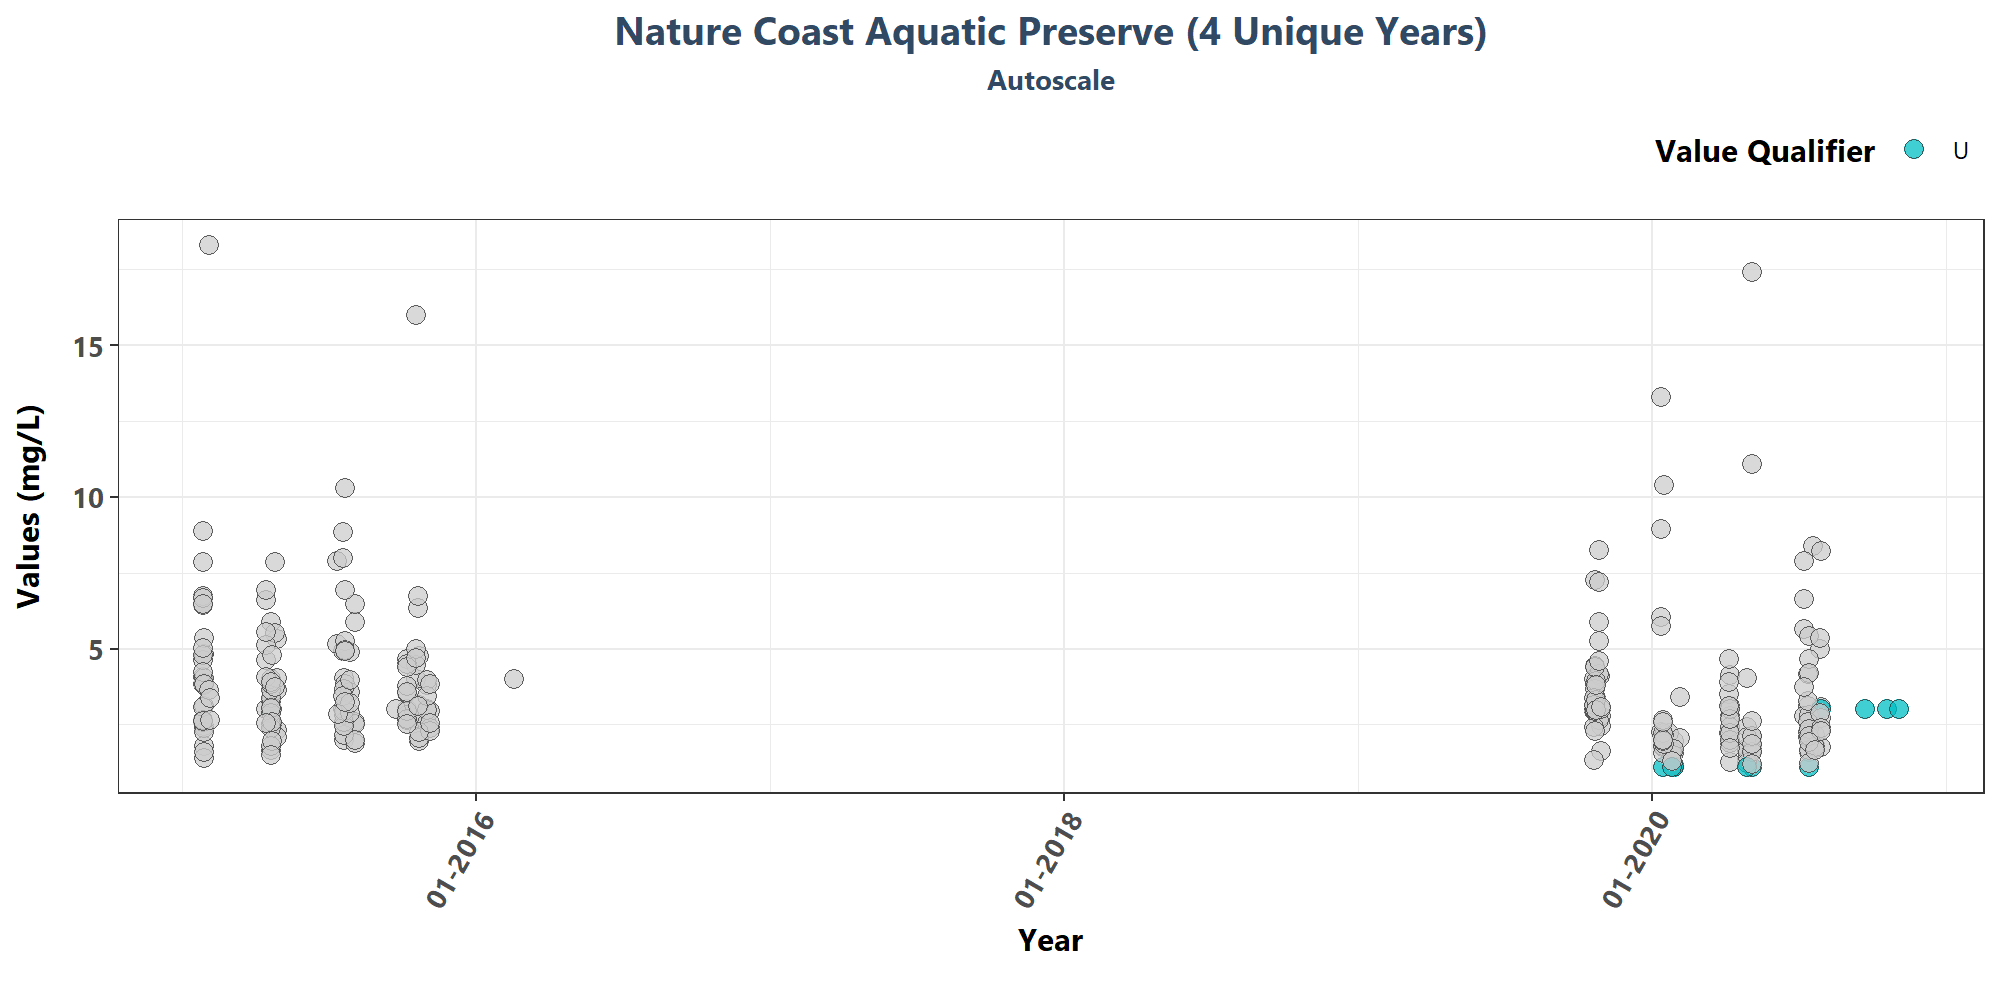 Nature Coast Aquatic Preserve (4 Unique Years)
Autoscale
Value Qualifier U
Values (mg/L)
15
10
5
01-2016
01-2018
01-2020
Year